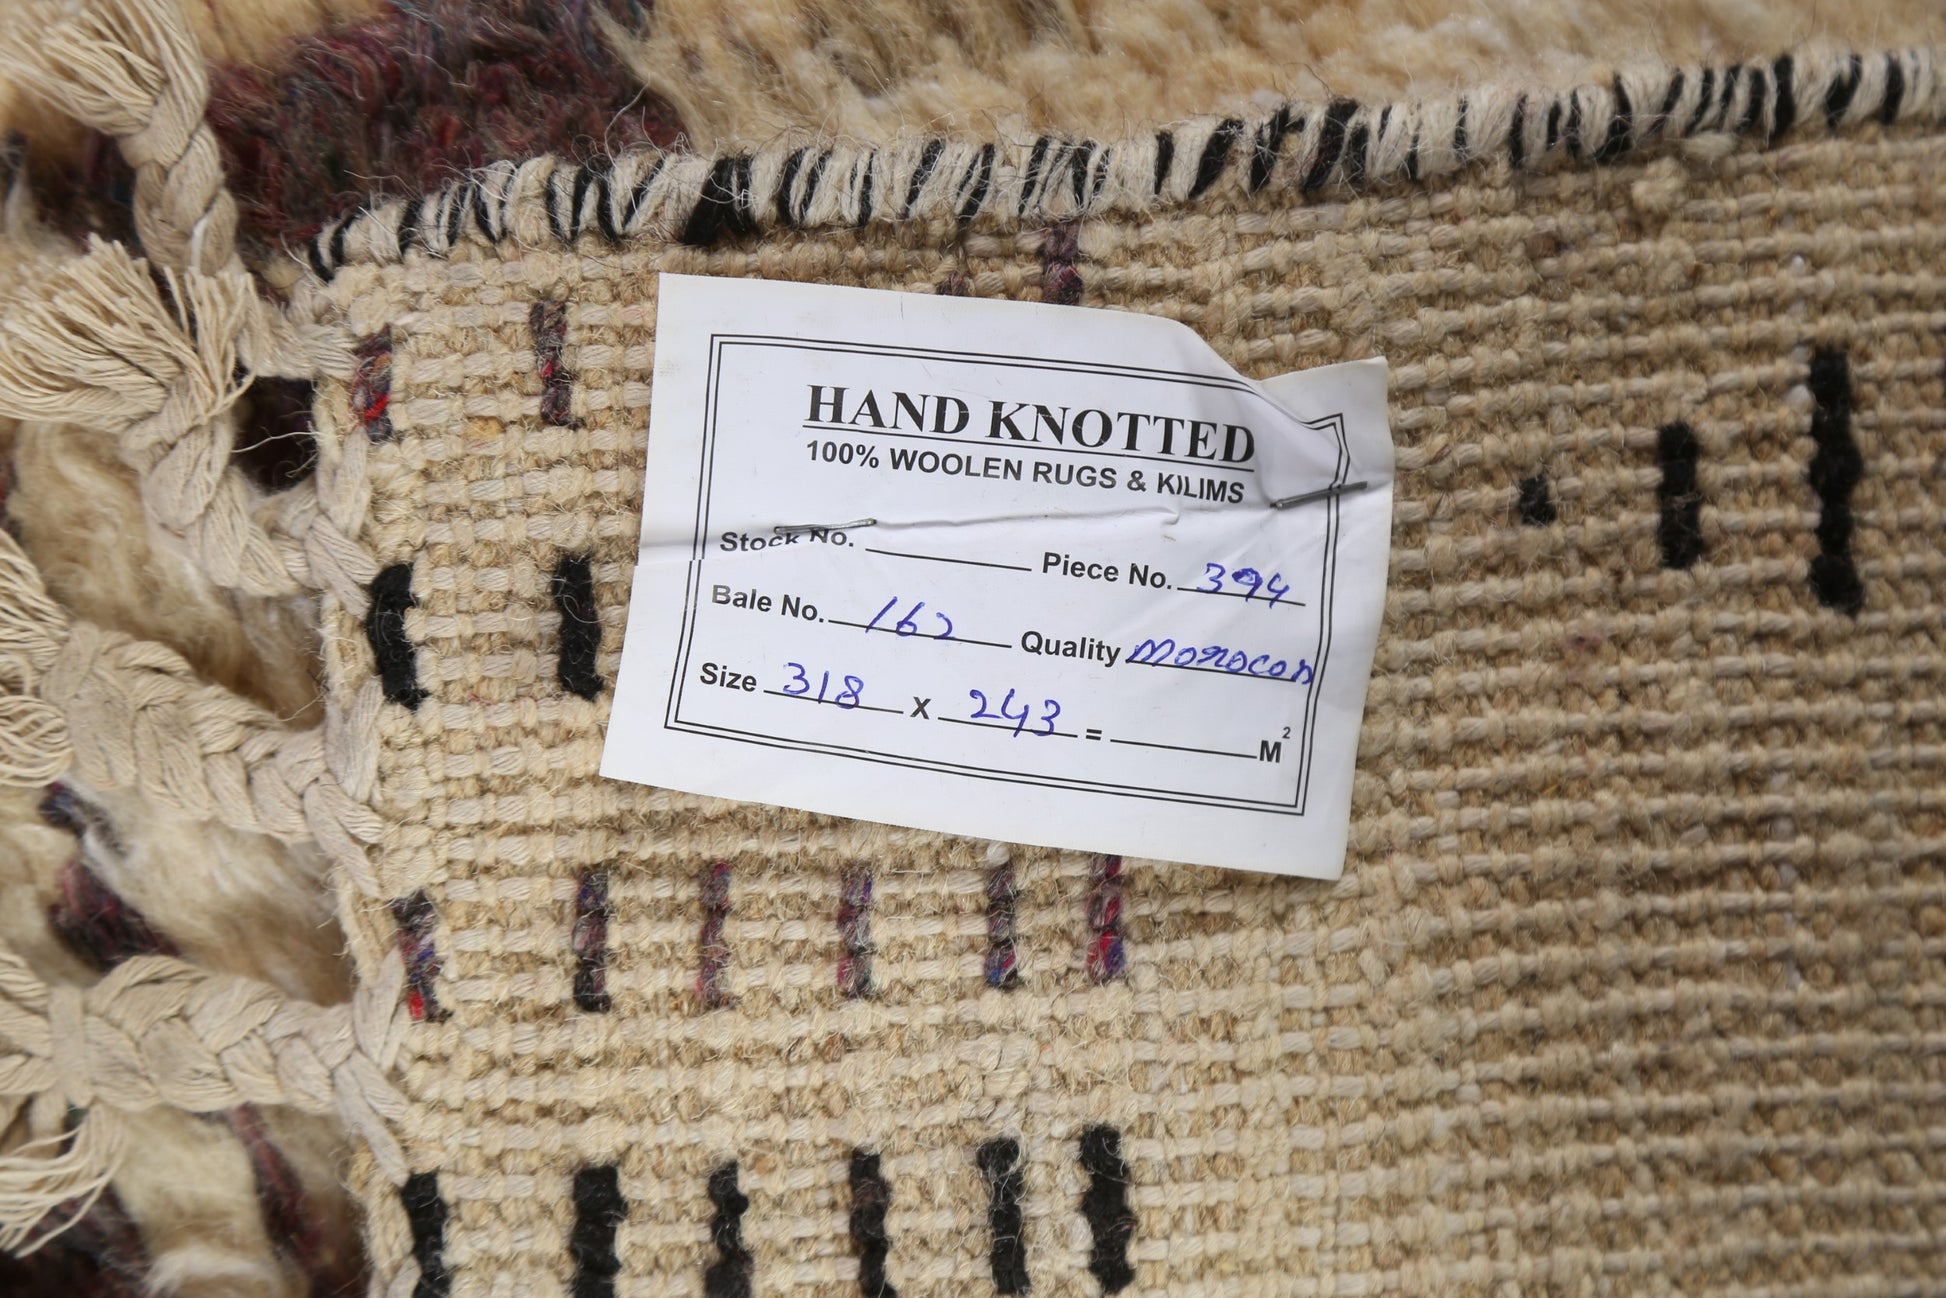 HAND KNOTTED
100% WOOLEN RUGS & KILIMS
Stock No. Piece No. 394
Bale No. 162 Quality Morocon
Size 318 X 243 = M²